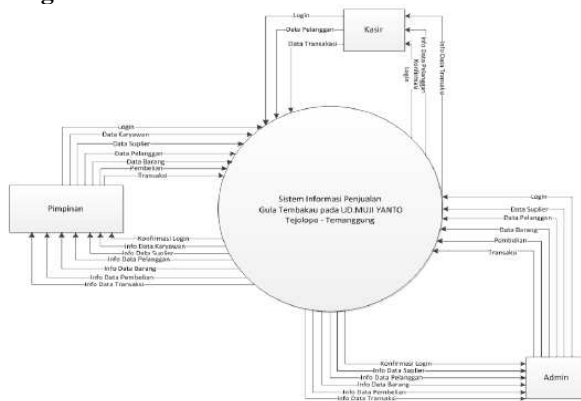 Login
Data Pelanggan
Data Transaksi
Kasir
Info Data Transaksi
Info Data Pelanggan
Konfirmasi
Login
Login
Data Karyawan
Data Suplier
Data Pelanggan
Data Barang
Pembelian
Transaksi
Pimpinan
Sistem Informasi Penjualan
Gula Tembakau pada UD.MUJI YANTO
Tejolopo - Temanggung
Konfirmasi Login
Info Data Karyawan
Info Data Suplier
Info Data Pelanggan
Info Data Barang
Info Data Pembelian
Info Data Transaksi
Login
Data Suplier
Data Pelanggan
Data Barang
Pembelian
Transaksi
Konfirmasi Login
Info Data Suplier
Info Data Pelanggan
Info Data Barang
Info Data Pembelian
Info Data Transaksi
Admin